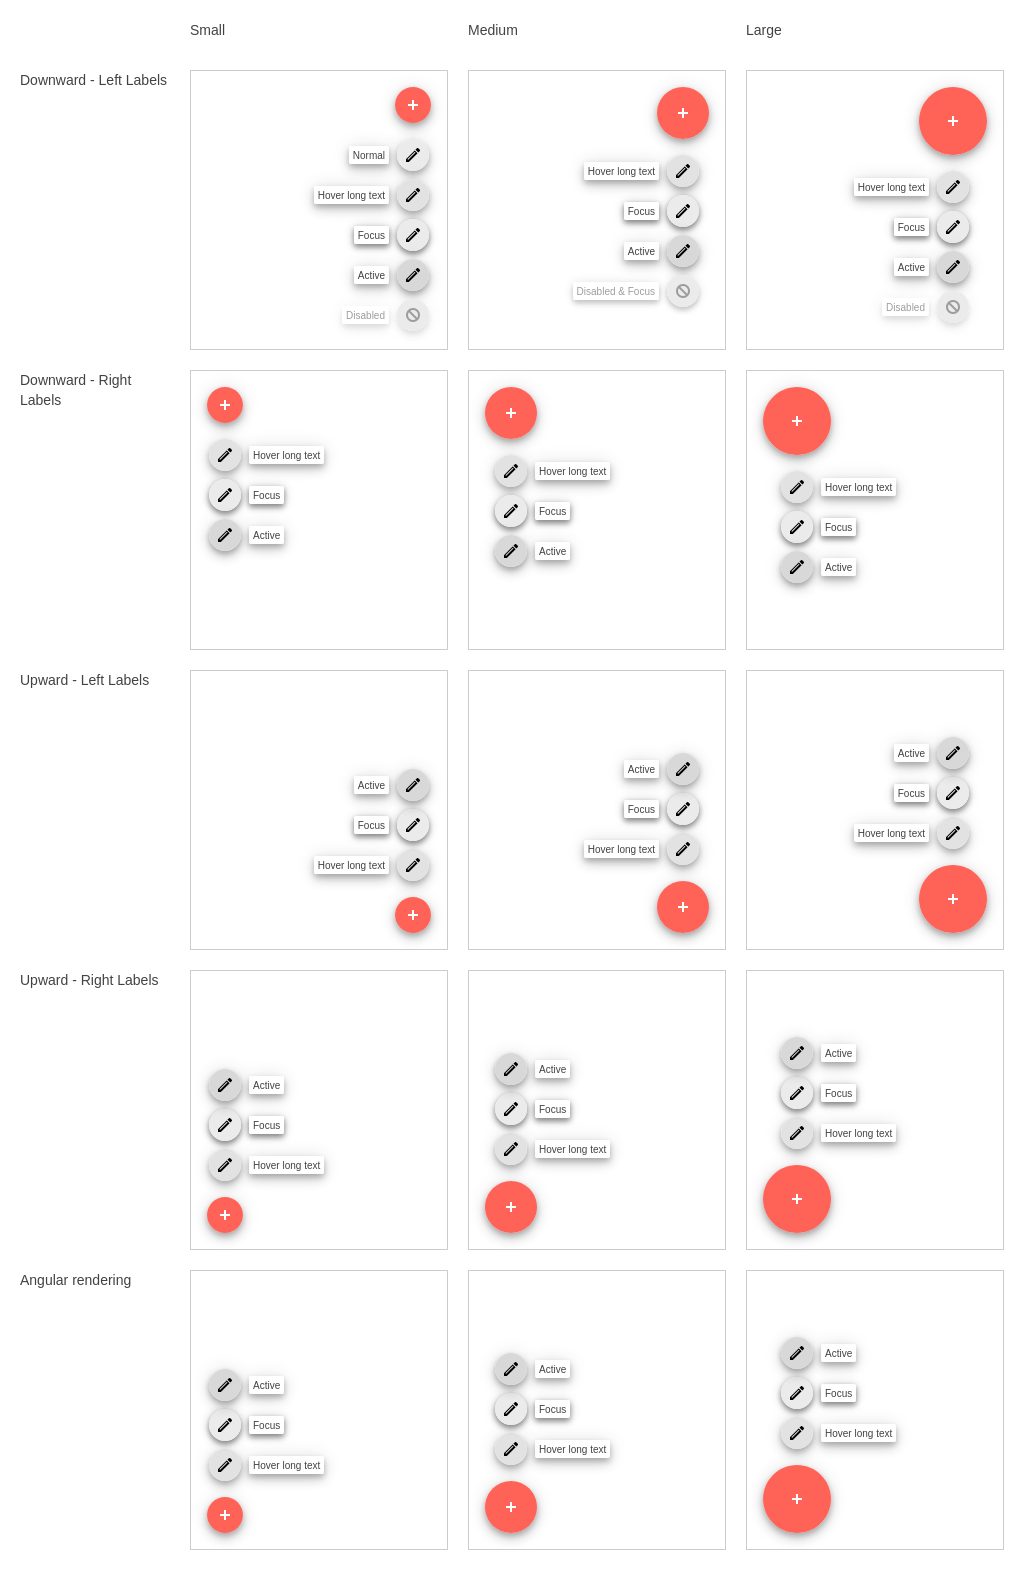 Small
Medium
Large
Downward - Left Labels
Normal
Hover long text
Focus
Active
Disabled
Hover long text
Focus
Active
Disabled & Focus
Hover long text
Focus
Active
Disabled
Downward - Right
Labels
Hover long text
Focus
Active
Hover long text
Focus
Active
Hover long text
Focus
Active
Upward - Left Labels
Active
Focus
Hover long text
Active
Focus
Hover long text
Active
Focus
Hover long text
Upward - Right Labels
Active
Focus
Hover long text
Active
Focus
Hover long text
Active
Focus
Hover long text
Angular rendering
Active
Focus
Hover long text
Active
Focus
Hover long text
Active
Focus
Hover long text